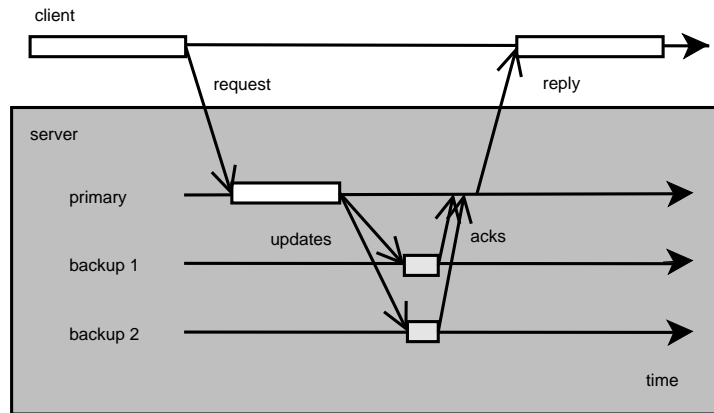 client
request
reply
server
primary
updates
acks
backup 1
backup 2
time